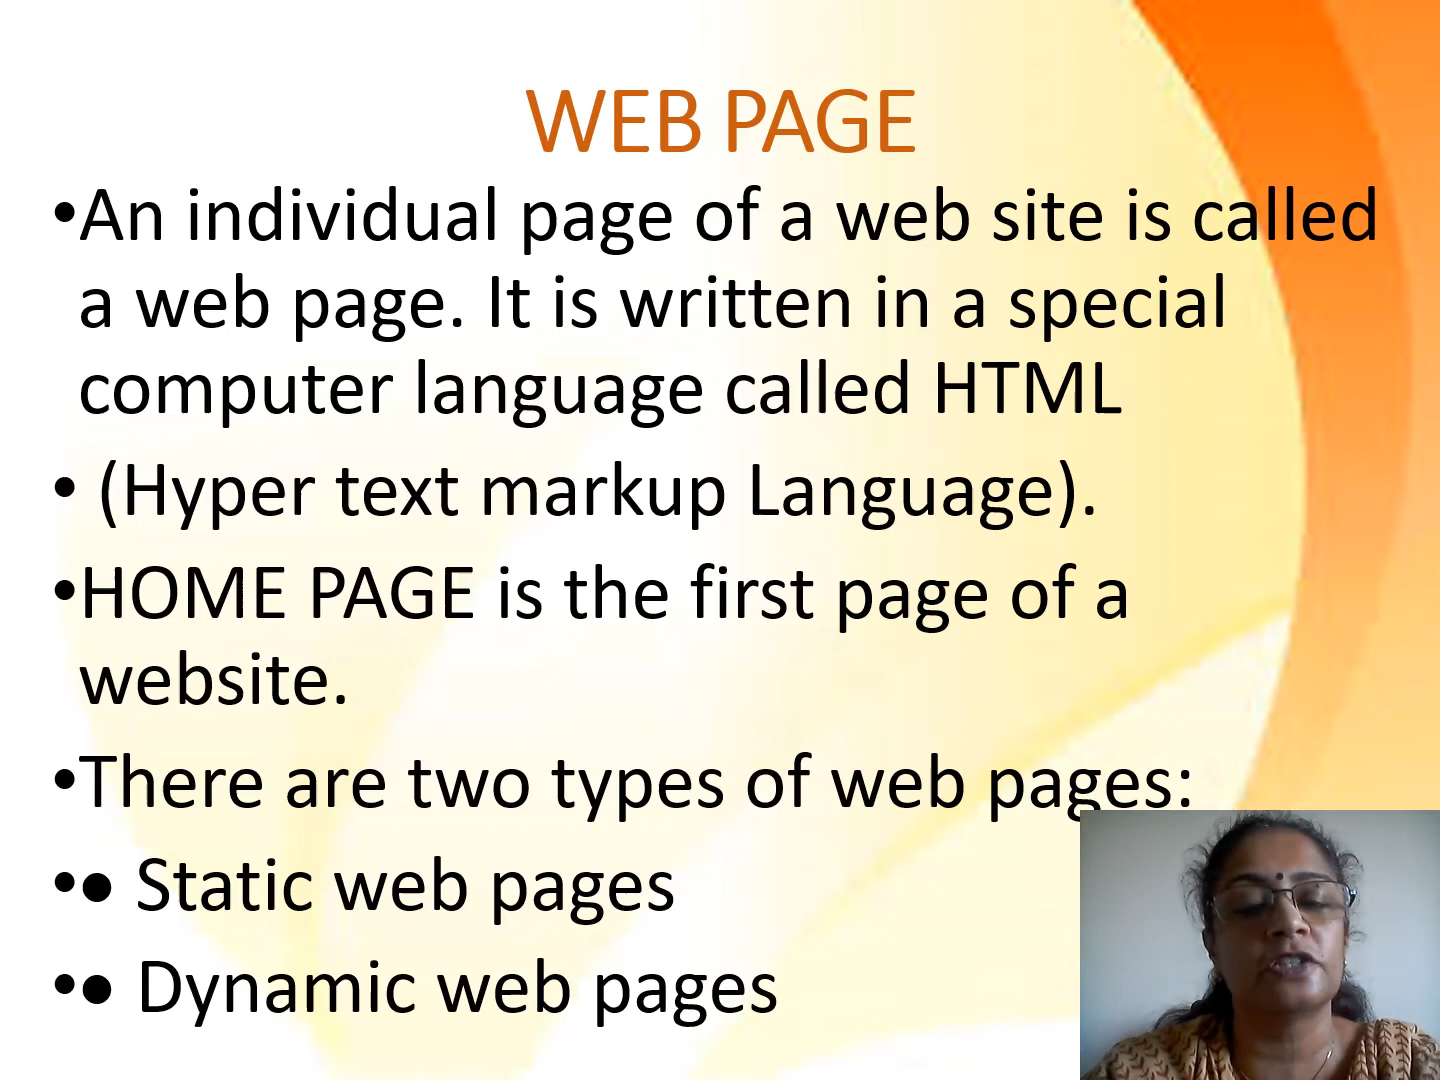 WEB PAGE
•An individual page of a web site is called
a web page. It is written in a special
computer language called HTML
• (Hyper text markup Language).
•HOME PAGE is the first page of a
website.
•There are two types of web pages:
•● Static web pages
•● Dynamic web pages